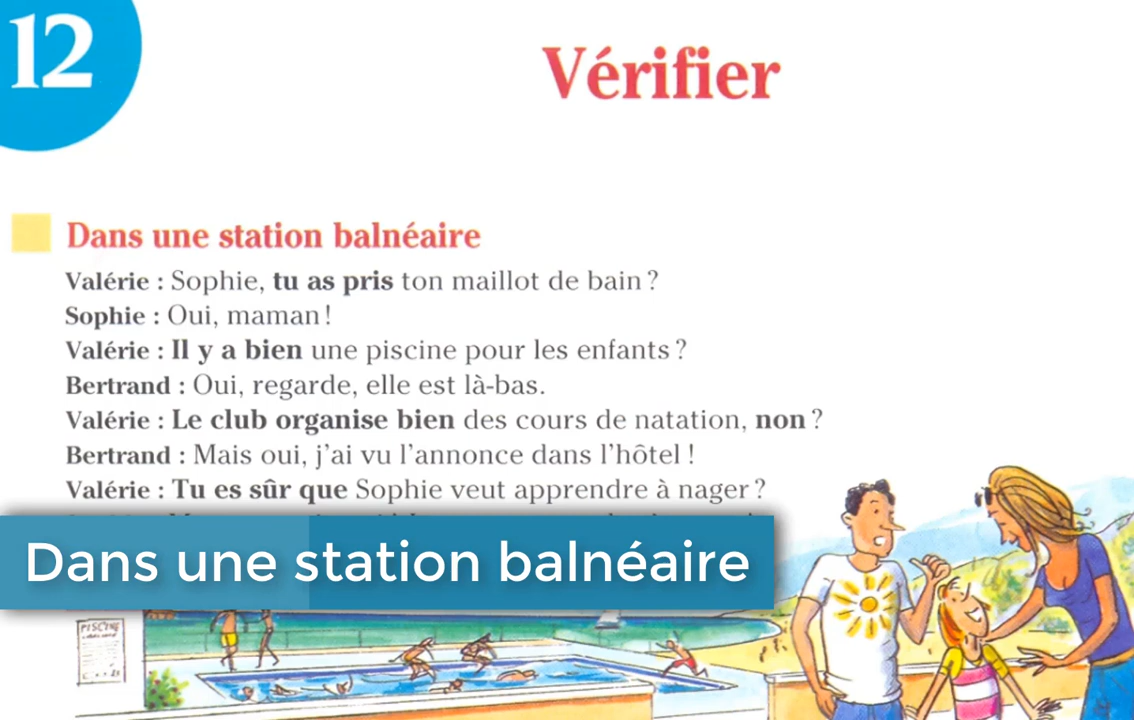 12
Vérifier
Dans une station balnéaire
Valérie : Sophie, tu as pris ton maillot de bain ?
Sophie : Oui, maman !
Valérie : Il y a bien une piscine pour les enfants ?
Bertrand : Oui, regarde, elle est là-bas.
Valérie : Le club organise bien des cours de natation, non ?
Bertrand : Mais oui, j'ai vu l'annonce dans l'hôtel !
Valérie : Tu es sûr que Sophie veut apprendre à nager ?
Dans une station balnéaire
PISCINE